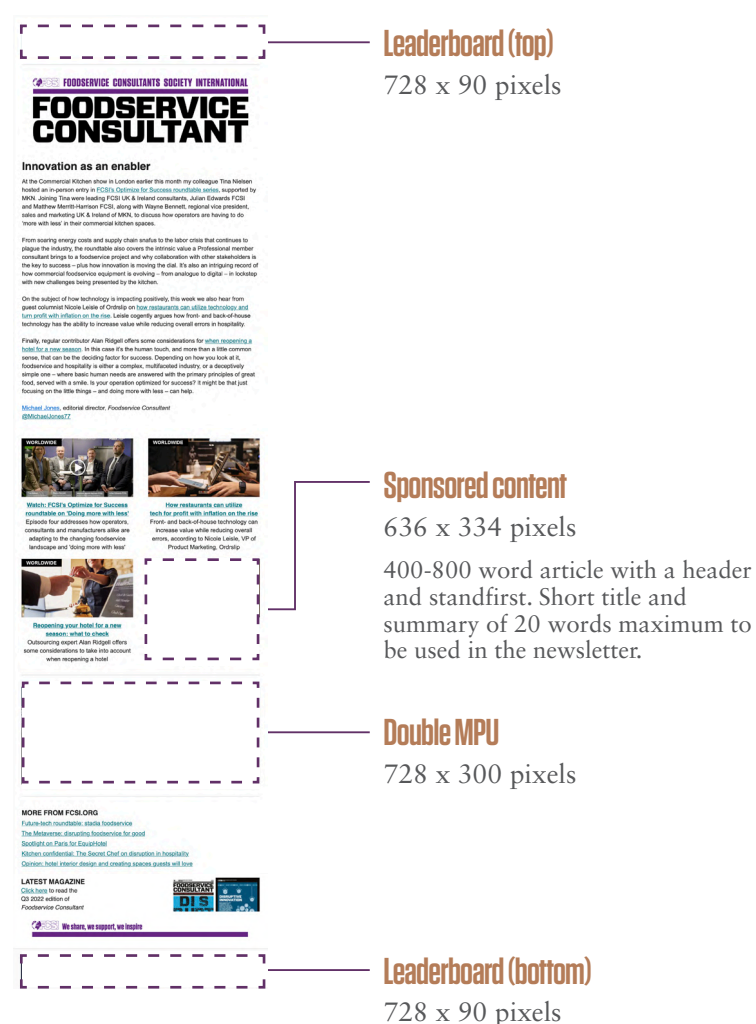 Leaderboard (top)
728 x 90 pixels
FCSI FOODSERVICE CONSULTANTS SOCIETY INTERNATIONAL
FOODSERVICE
CONSULTANT
Innovation as an enabler
At the Commercial Kitchen show in London earlier this month my colleague Tina Nielsen
hosted an in-person entry in FCSI's Optimize for Success roundtable series, supported by
MKN. Joining Tina were leading FCSI UK & Ireland consultants, Julian Edwards FCSI
and Matthew Merritt-Harrison FCSI, along with Wayne Bennett, regional vice president,
sales and marketing UK & Ireland of MKN, to discuss how operators are having to do
'more with less' in their commercial kitchen spaces.
From soaring energy costs and supply chain snafus to the labor crisis that continues to
plague the industry, the roundtable also covers the intrinsic value a Professional member
consultant brings to a foodservice project and why collaboration with other stakeholders is
the key to success – plus how innovation is moving the dial. It's also an intriguing record of
how commercial foodservice equipment is evolving – from analogue to digital – in lockstep
with new challenges being presented by the kitchen.
On the subject of how technology is impacting positively, this week we also hear from
guest columnist Nicole Leisle of Ordrslip on how restaurants can utilize technology and
turn profit with inflation on the rise. Leisle cogently argues how front- and back-of-house
technology has the ability to increase value while reducing overall errors in hospitality.
Finally, regular contributor Alan Ridgell offers some considerations for when reopening a
hotel for a new season. In this case it's the human touch, and more than a little common
sense, that can be the deciding factor for success. Depending on how you look at it,
foodservice and hospitality is either a complex, multifaceted industry, or a deceptively
simple one – where basic human needs are answered with the primary principles of great
food, served with a smile. Is your operation optimized for success? It might be that just
focusing on the little things – and doing more with less – can help.
Michael Jones, editorial director, Foodservice Consultant
@MichaelJones77
WORLDWIDE
Watch: FCSI's Optimize for Success
roundtable on 'Doing more with less'
Episode four addresses how operators,
consultants and manufacturers alike are
adapting to the changing foodservice
landscape and 'doing more with less'
WORLDWIDE
How restaurants can utilize
tech for profit with inflation on the rise
Front- and back-of-house technology can
increase value while reducing overall
errors, according to Nicole Leisle, VP of
Product Marketing, Ordrslip
Sponsored content
636 x 334 pixels
400-800 word article with a header
and standfirst. Short title and
summary of 20 words maximum to
be used in the newsletter.
WORLDWIDE
Reopening your hotel for a new
season: what to check
Outsourcing expert Alan Ridgell offers
some considerations to take into account
when reopening a hotel
Double MPU
728 x 300 pixels
MORE FROM FCSI.ORG
Future-tech roundtable: stadia foodservice
The Metaverse: disrupting foodservice for good
Spotlight on Paris for EquipHotel
Kitchen confidential: The Secret Chef on disruption in hospitality
Opinion: hotel interior design and creating spaces guests will love
LATEST MAGAZINE
Click here to read the
Q3 2022 edition of
Foodservice Consultant
FOODSERVICE
CONSULTANT
DIS
DISRUPTIVE
INNOVATION
FCSI We share, we support, we inspire
Leaderboard (bottom)
728 x 90 pixels